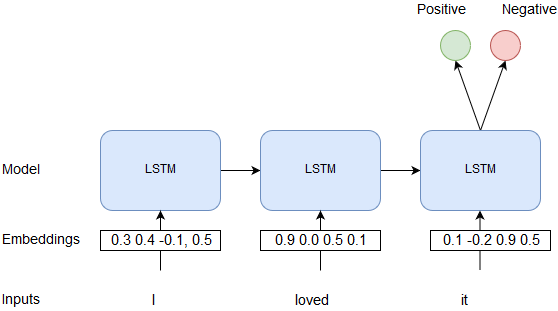 Positive Negative
Model LSTM LSTM LSTM
Embeddings 0.3 0.4 -0.1, 0.5 0.9 0.0 0.5 0.1 0.1 -0.2 0.9 0.5
Inputs I loved it